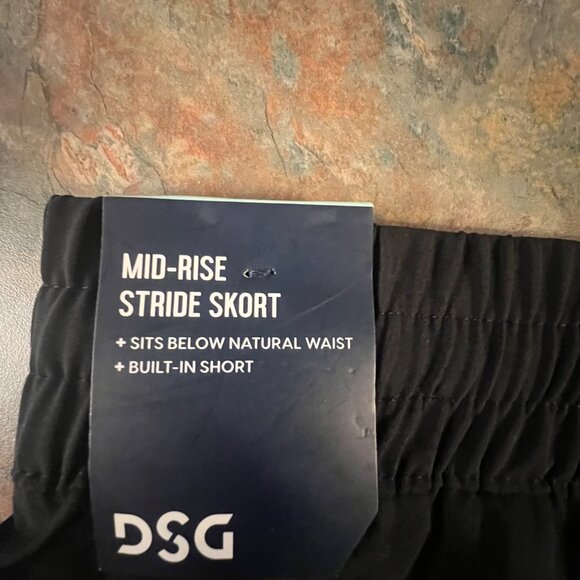 MID-RISE
STRIDE SKORT
+ SITS BELOW NATURAL WAIST
+ BUILT-IN SHORT
DSG